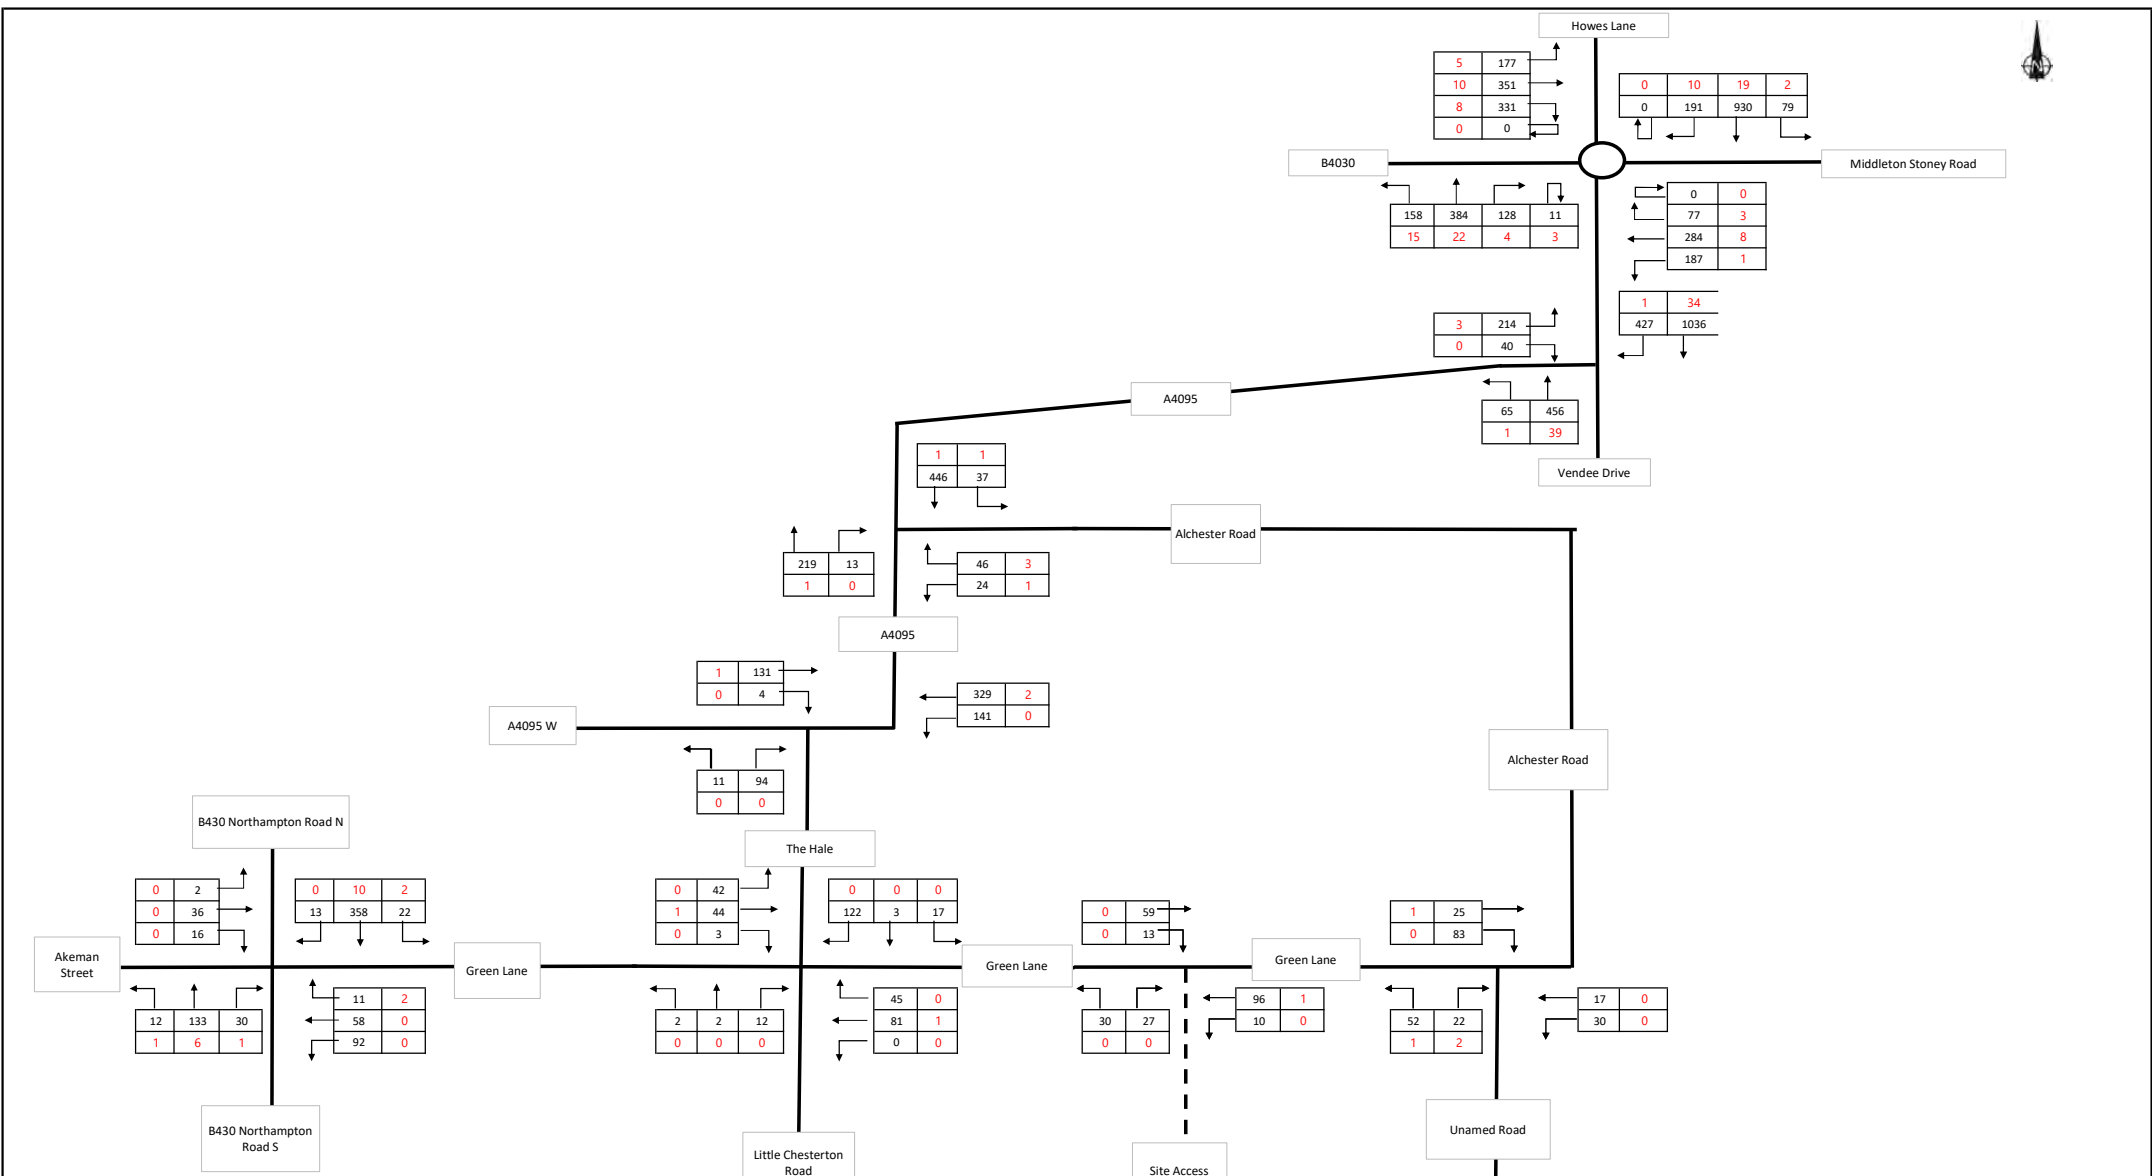 Howes Lane
5 177
10 351
8 331
0 0
0 10 19 2
0 191 930 79
B4030
Middleton Stoney Road
158 384 128 11
15 22 4 3
0 0
77 3
284 8
187 1
1 34
427 1036
3 214
0 40
A4095
65 456
1 39
Vendee Drive
1 1
446 37
Alchester Road
219 13
1 0
46 3
24 1
A4095
1 131
0 4
329 2
141 0
A4095 W
11 94
0 0
Alchester Road
B430 Northampton Road N
The Hale
0 2
0 36
0 16
0 10 2
13 358 22
0 42
1 44
0 3
0 0 0
122 3 17
0 59
0 13
1 25
0 83
Akeman
Street
Green Lane
Green Lane
Green Lane
12 133 30
1 6 1
11 2
58 0
92 0
2 2 12
0 0 0
45 0
81 1
0 0
30 27
0 0
96 1
10 0
52 22
1 2
17 0
30 0
B430 Northampton
Road S
Little Chesterton
Road
Site Access
Unamed Road
N